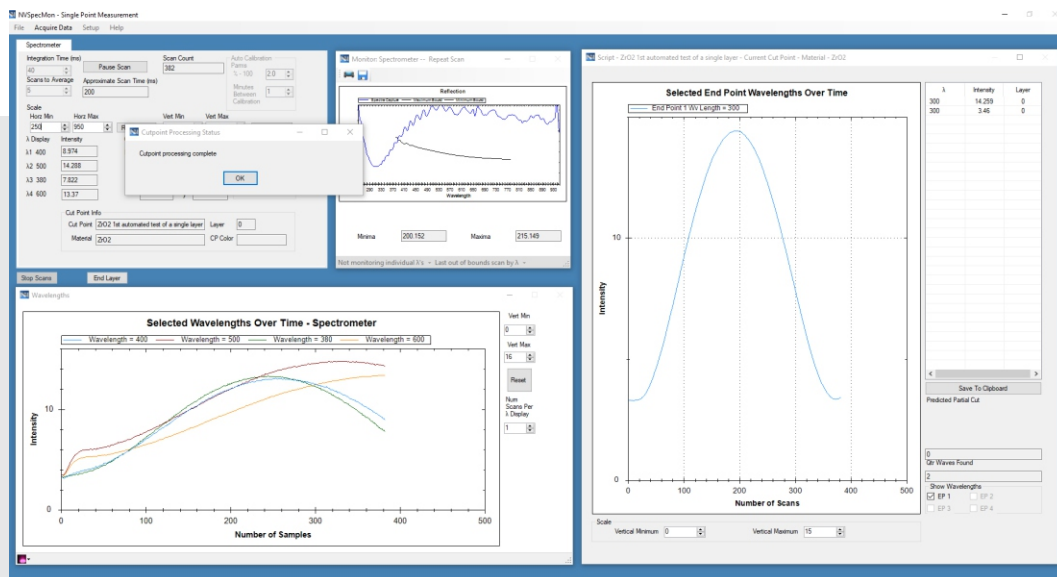 NVSpecMon - Single Point Measurement
File Acquire Data Setup Help
Spectrometer
Integration Time (ms)
40
Pause Scan
Scan Count
382
Auto Calibration
Parms
% - 100
2.0
Scans to Average
5
Approximate Scan Time (ms)
200
Minutes
Between
Calibration
1
Scale
Horz Min
Horz Max
Vert Min
Vert Max
250
950
λ Display
Intensity
λ1 400
8.974
λ2 500
14.288
λ3 380
7.822
λ4 600
13.37
Cut Point Info
Cut Point
ZrO2 1st automated test of a single layer
Layer
0
Material
ZrO2
CP Color
Stop Scans
End Layer
Cutpoint Processing Status
Cutpoint processing complete
OK
Monitor Spectrometer -- Repeat Scan
Reflection
Wavelength
Minima
200.152
Maxima
215.149
Not monitoring individual λ's - Last out of bounds scan by λ -
Wavelengths
Selected Wavelengths Over Time - Spectrometer
Wavelength = 400
Wavelength = 500
Wavelength = 380
Wavelength = 600
Intensity
10
0
0 100 200 300 400 500
Number of Samples
Vert Min
0
Vert Max
16
Reset
Num
Scans Per
λ Display
1
Script - ZrO2 1st automated test of a single layer - Current Cut Point - Material - ZrO2
Selected End Point Wavelengths Over Time
End Point 1 Wv Length = 300
Intensity
10
0
0 100 200 300 400 500
Number of Scans
Scale
Vertical Minimum
0
Vertical Maximum
15
λ Intensity Layer
300 14.259 0
300 3.46 0
Save To Clipboard
Predicted Partial Cut
0
Qtr Waves Found
2
Show Wavelengths
EP 1
EP 2
EP 3
EP 4